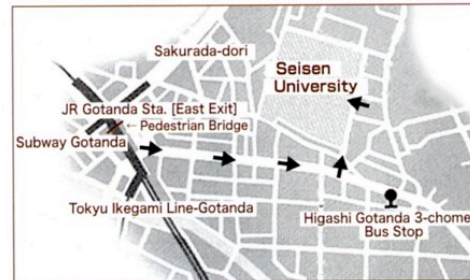 Sakurada-dori
Seisen
University
JR Gotanda Sta. [East Exit]
← Pedestrian Bridge
Subway Gotanda
Tokyu Ikegami Line-Gotanda
Higashi Gotanda 3-chome
Bus Stop